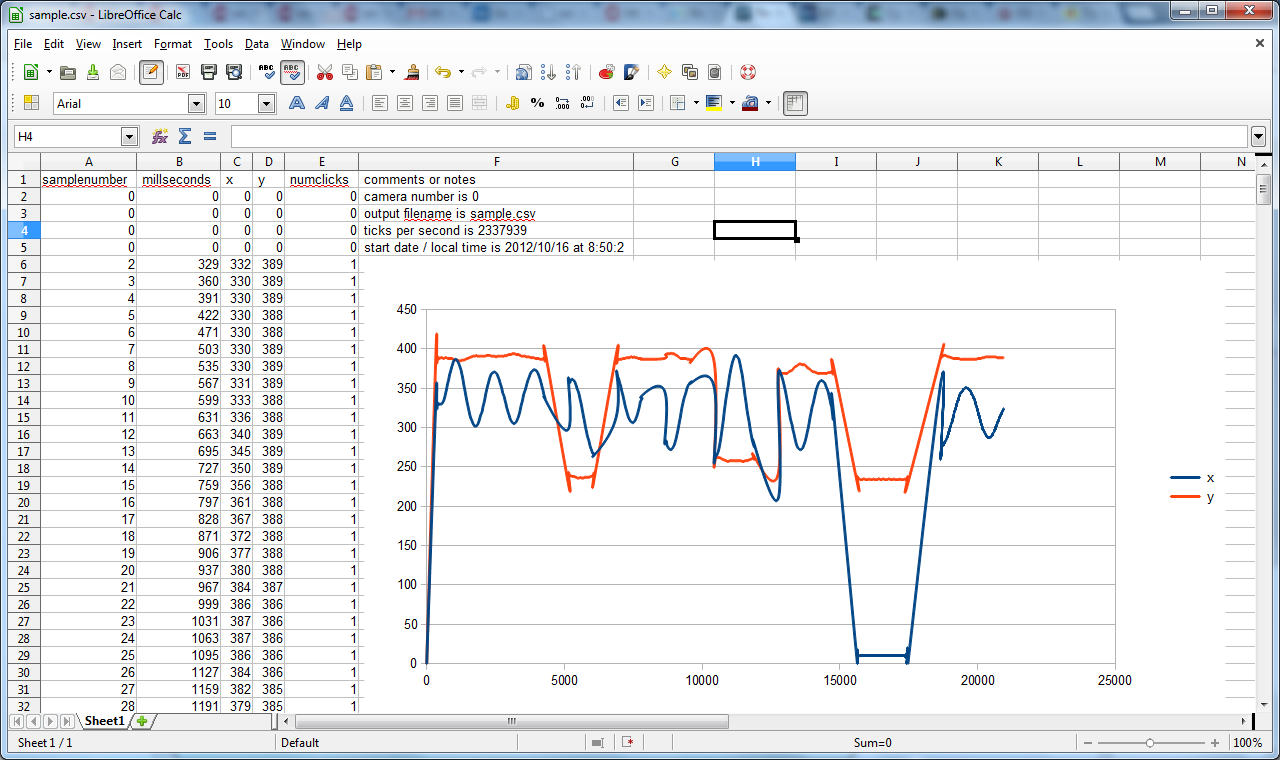 sample.csv - LibreOffice Calc
File Edit View Insert Format Tools Data Window Help
Arial 10
H4
A B C D E F G H I J K L M N
1 samplenumber millseconds x y numclicks comments or notes
2 0 0 0 0 0 camera number is 0
3 0 0 0 0 0 output filename is sample.csv
4 0 0 0 0 0 ticks per second is 2337939
5 0 0 0 0 0 start date / local time is 2012/10/16 at 8:50:2
6 2 329 332 389 1
7 3 360 330 389 1
8 4 391 330 389 1
9 5 422 330 388 1
10 6 471 330 388 1
11 7 503 330 389 1
12 8 535 330 389 1
13 9 567 331 389 1
14 10 599 333 388 1
15 11 631 336 388 1
16 12 663 340 389 1
17 13 695 345 389 1
18 14 727 350 389 1
19 15 759 356 388 1
20 16 797 361 388 1
21 17 828 367 388 1
22 18 871 372 388 1
23 19 906 377 388 1
24 20 937 380 388 1
25 21 967 384 387 1
26 22 999 386 386 1
27 23 1031 387 386 1
28 24 1063 387 386 1
29 25 1095 386 386 1
30 26 1127 384 386 1
31 27 1159 382 385 1
32 28 1191 379 385 1
450
400
350
300
250
200
150
100
50
0
0 5000 10000 15000 20000 25000
x
y
Sheet1
Sheet 1 / 1 Default Sum=0 100%